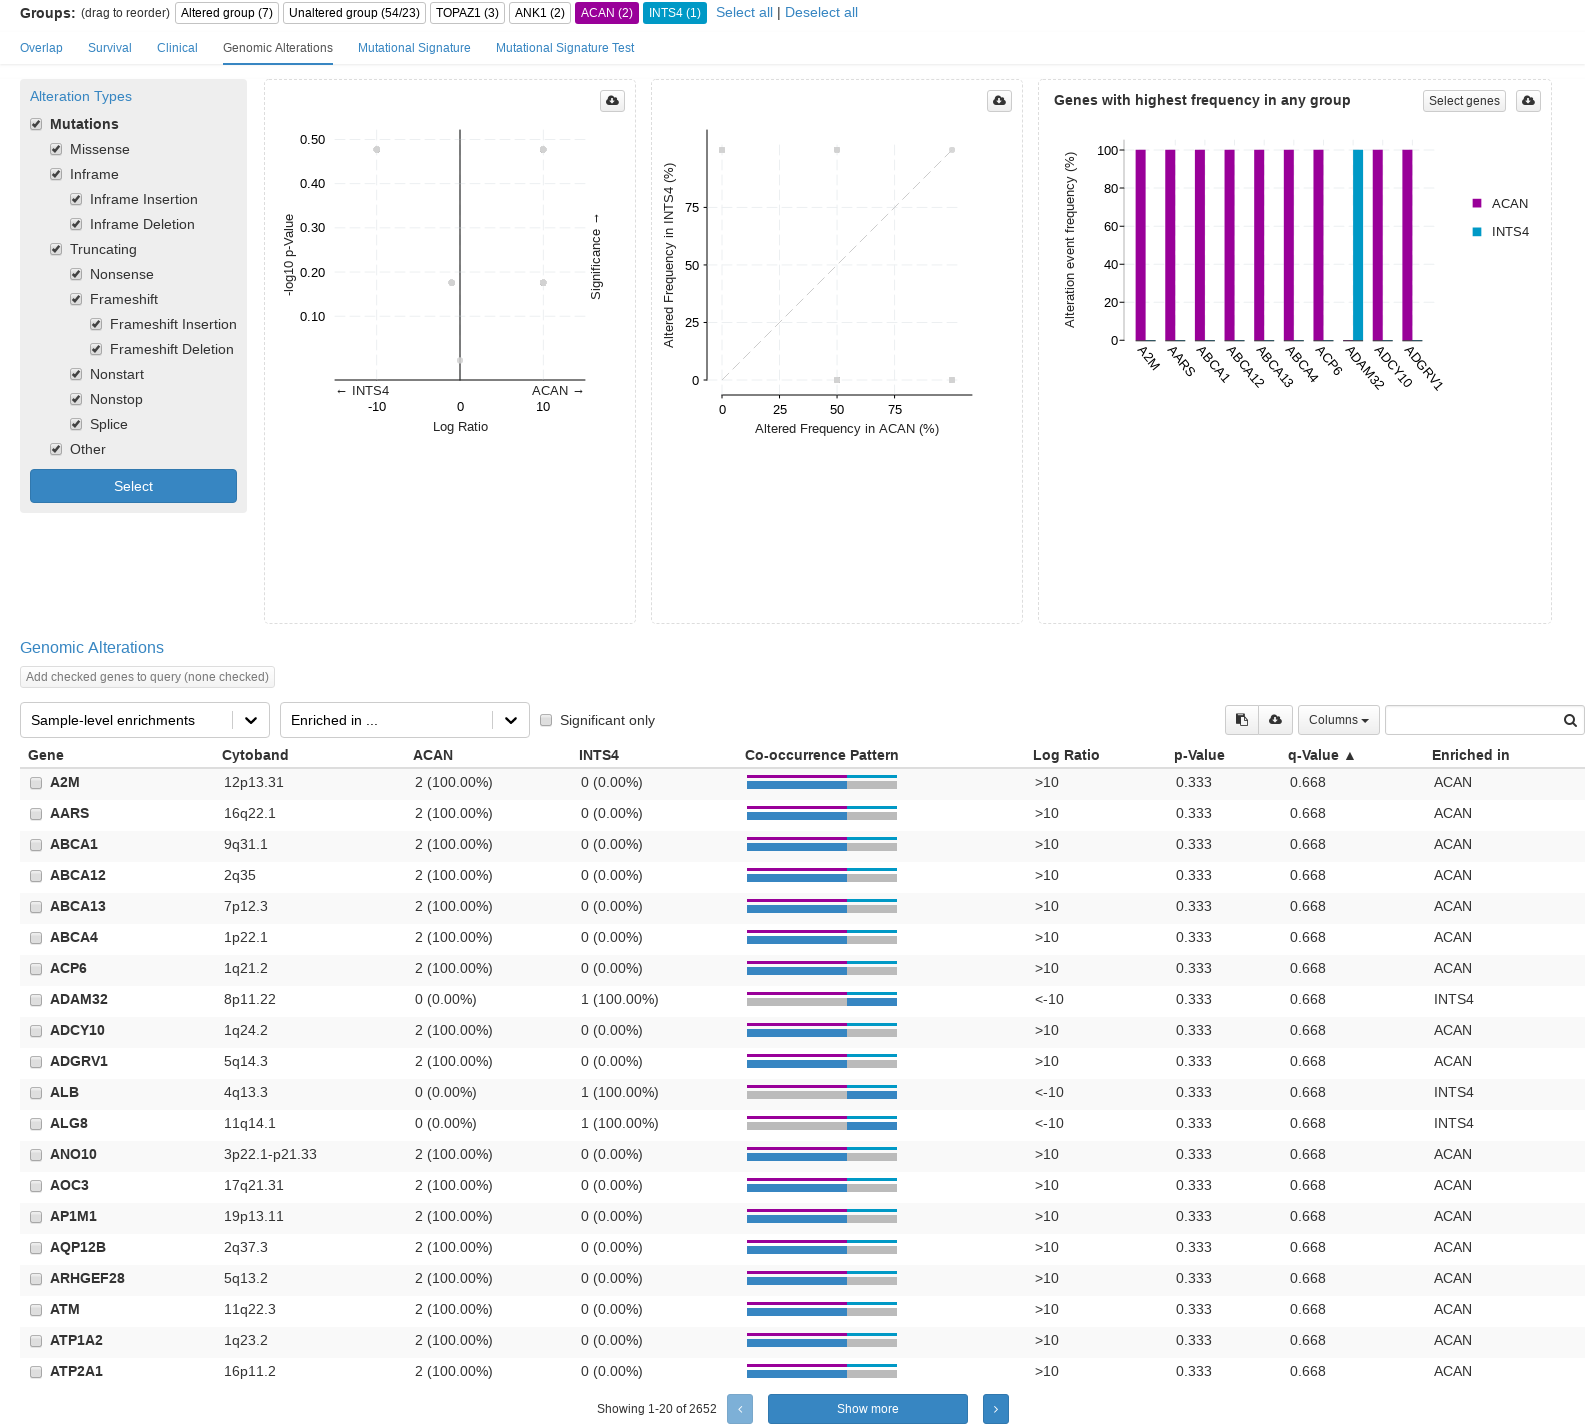 Groups: (drag to reorder) Altered group (7) Unaltered group (54/23) TOPAZ1 (3) ANK1 (2) ACAN (2) INTS4 (1) Select all | Deselect all
Overlap Survival Clinical Genomic Alterations Mutational Signature Mutational Signature Test
Alteration Types
Mutations
Missense
Inframe
Inframe Insertion
Inframe Deletion
Truncating
Nonsense
Frameshift
Frameshift Insertion
Frameshift Deletion
Nonstart
Nonstop
Splice
Other
Select
0.50
0.40
0.30
0.20
0.10
-log10 p-Value
Significance →
← INTS4 ACAN →
-10 0 10
Log Ratio
Altered Frequency in INTS4 (%)
75
50
25
0
0 25 50 75
Altered Frequency in ACAN (%)
Genes with highest frequency in any group Select genes
Alteration event frequency (%)
100
80
60
40
20
0
A2M AARS ABCA1 ABCA12 ABCA13 ABCA4 ACP6 ADAM32 ADCY10 ADGRV1
ACAN
INTS4
Genomic Alterations
Add checked genes to query (none checked)
Sample-level enrichments Enriched in ... Significant only Columns
Gene Cytoband ACAN INTS4 Co-occurrence Pattern Log Ratio p-Value q-Value ▲ Enriched in
A2M 12p13.31 2 (100.00%) 0 (0.00%) >10 0.333 0.668 ACAN
AARS 16q22.1 2 (100.00%) 0 (0.00%) >10 0.333 0.668 ACAN
ABCA1 9q31.1 2 (100.00%) 0 (0.00%) >10 0.333 0.668 ACAN
ABCA12 2q35 2 (100.00%) 0 (0.00%) >10 0.333 0.668 ACAN
ABCA13 7p12.3 2 (100.00%) 0 (0.00%) >10 0.333 0.668 ACAN
ABCA4 1p22.1 2 (100.00%) 0 (0.00%) >10 0.333 0.668 ACAN
ACP6 1q21.2 2 (100.00%) 0 (0.00%) >10 0.333 0.668 ACAN
ADAM32 8p11.22 0 (0.00%) 1 (100.00%) <-10 0.333 0.668 INTS4
ADCY10 1q24.2 2 (100.00%) 0 (0.00%) >10 0.333 0.668 ACAN
ADGRV1 5q14.3 2 (100.00%) 0 (0.00%) >10 0.333 0.668 ACAN
ALB 4q13.3 0 (0.00%) 1 (100.00%) <-10 0.333 0.668 INTS4
ALG8 11q14.1 0 (0.00%) 1 (100.00%) <-10 0.333 0.668 INTS4
ANO10 3p22.1-p21.33 2 (100.00%) 0 (0.00%) >10 0.333 0.668 ACAN
AOC3 17q21.31 2 (100.00%) 0 (0.00%) >10 0.333 0.668 ACAN
AP1M1 19p13.11 2 (100.00%) 0 (0.00%) >10 0.333 0.668 ACAN
AQP12B 2q37.3 2 (100.00%) 0 (0.00%) >10 0.333 0.668 ACAN
ARHGEF28 5q13.2 2 (100.00%) 0 (0.00%) >10 0.333 0.668 ACAN
ATM 11q22.3 2 (100.00%) 0 (0.00%) >10 0.333 0.668 ACAN
ATP1A2 1q23.2 2 (100.00%) 0 (0.00%) >10 0.333 0.668 ACAN
ATP2A1 16p11.2 2 (100.00%) 0 (0.00%) >10 0.333 0.668 ACAN
Showing 1-20 of 2652 ‹ Show more ›